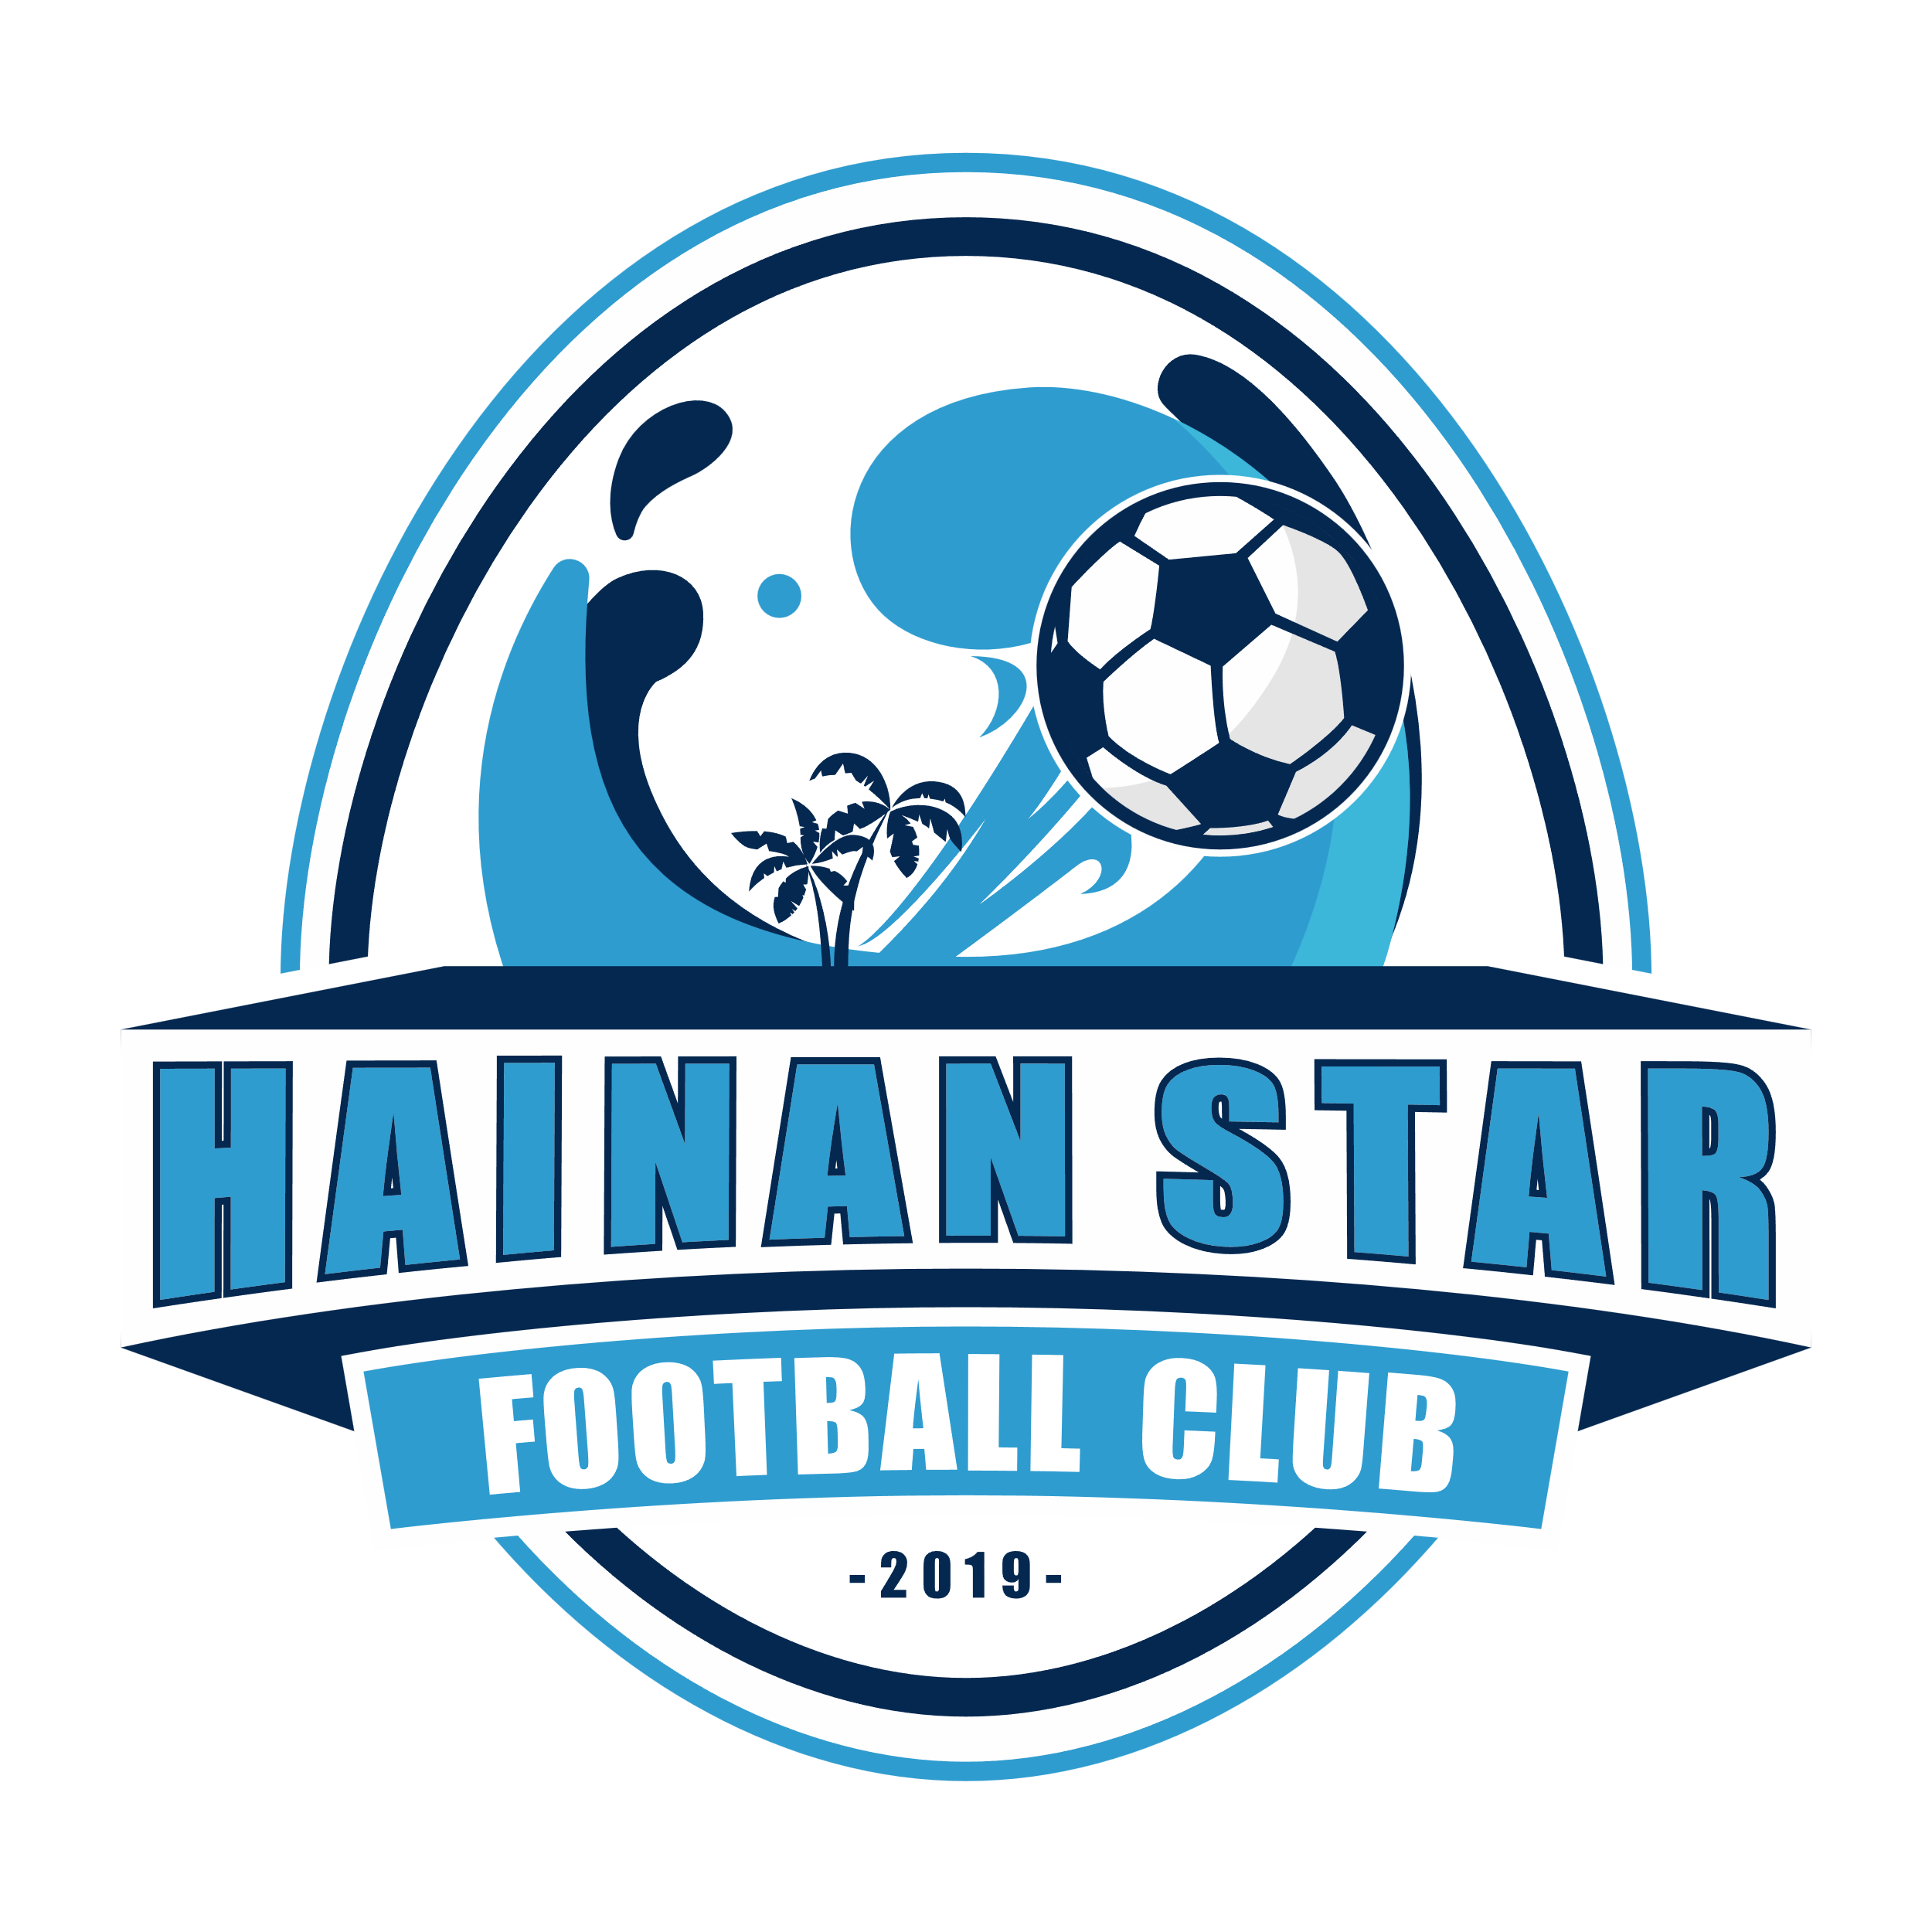 HAINAN STAR
FOOTBALL CLUB
-2019-